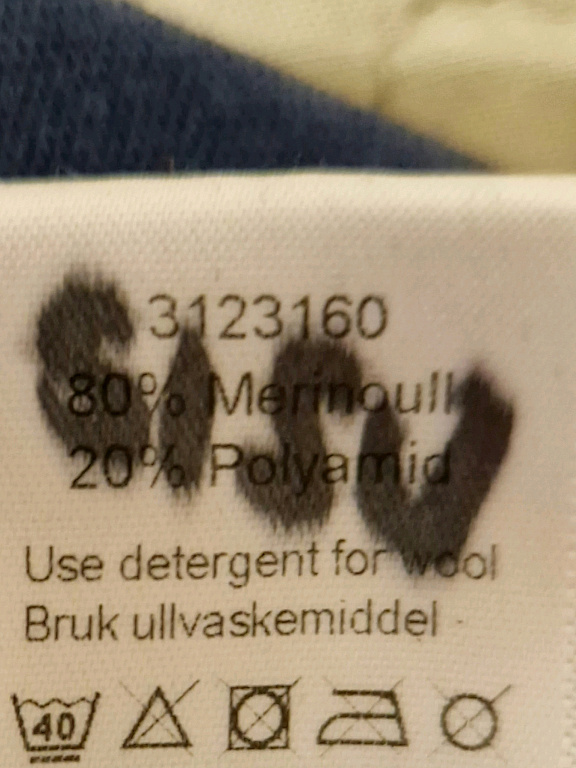 3123160
80% Merinoull
20% Polyamid
Use detergent for wool
Bruk ullvaskemiddel
40